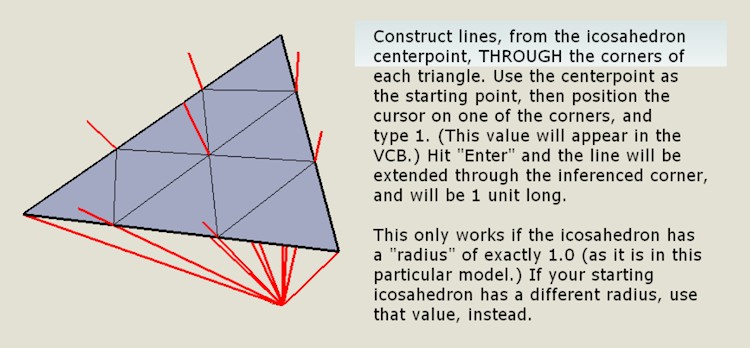 Construct lines, from the icosahedron
centerpoint, THROUGH the corners of
each triangle. Use the centerpoint as
the starting point, then position the
cursor on one of the corners, and
type 1. (This value will appear in the
VCB.) Hit "Enter" and the line will be
extended through the inferenced corner,
and will be 1 unit long.
This only works if the icosahedron has
a "radius" of exactly 1.0 (as it is in this
particular model.) If your starting
icosahedron has a different radius, use
that value, instead.